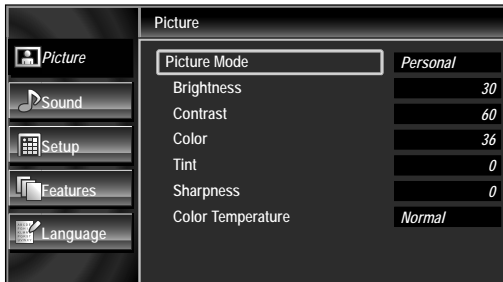 Picture
Picture
Sound
Setup
Features
Language
Picture Mode Personal
Brightness 30
Contrast 60
Color 36
Tint 0
Sharpness 0
Color Temperature Normal